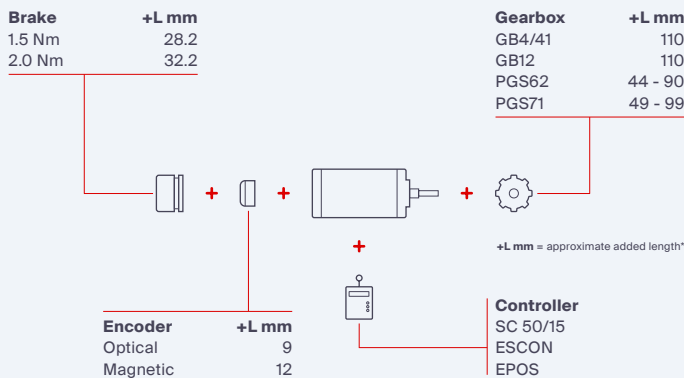 Brake +L mm
1.5 Nm 28.2
2.0 Nm 32.2
Gearbox +L mm
GB4/41 110
GB12 110
PGS62 44 - 90
PGS71 49 - 99
+ + +
+L mm = approximate added length*
+
Encoder +L mm
Optical 9
Magnetic 12
Controller
SC 50/15
ESCON
EPOS